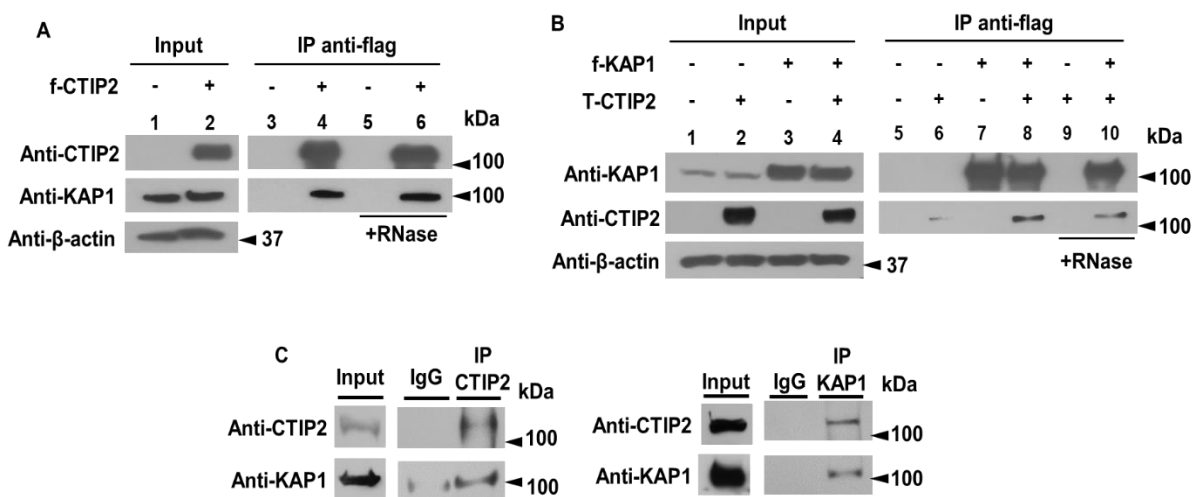 A
Input IP anti-flag
f-CTIP2 - + - + - +
1 2 3 4 5 6 kDa
Anti-CTIP2 ◄100
Anti-KAP1 ◄100
Anti-β-actin ◄37 +RNase
B
Input IP anti-flag
f-KAP1 - - + + - - + + - +
T-CTIP2 - + - + - + - + + +
1 2 3 4 5 6 7 8 9 10 kDa
Anti-KAP1 ◄100
Anti-CTIP2 ◄100
Anti-β-actin ◄37 +RNase
C
Input IgG IP CTIP2 kDa
Anti-CTIP2 ◄100
Anti-KAP1 ◄100
Input IgG IP KAP1 kDa
Anti-CTIP2 ◄100
Anti-KAP1 ◄100